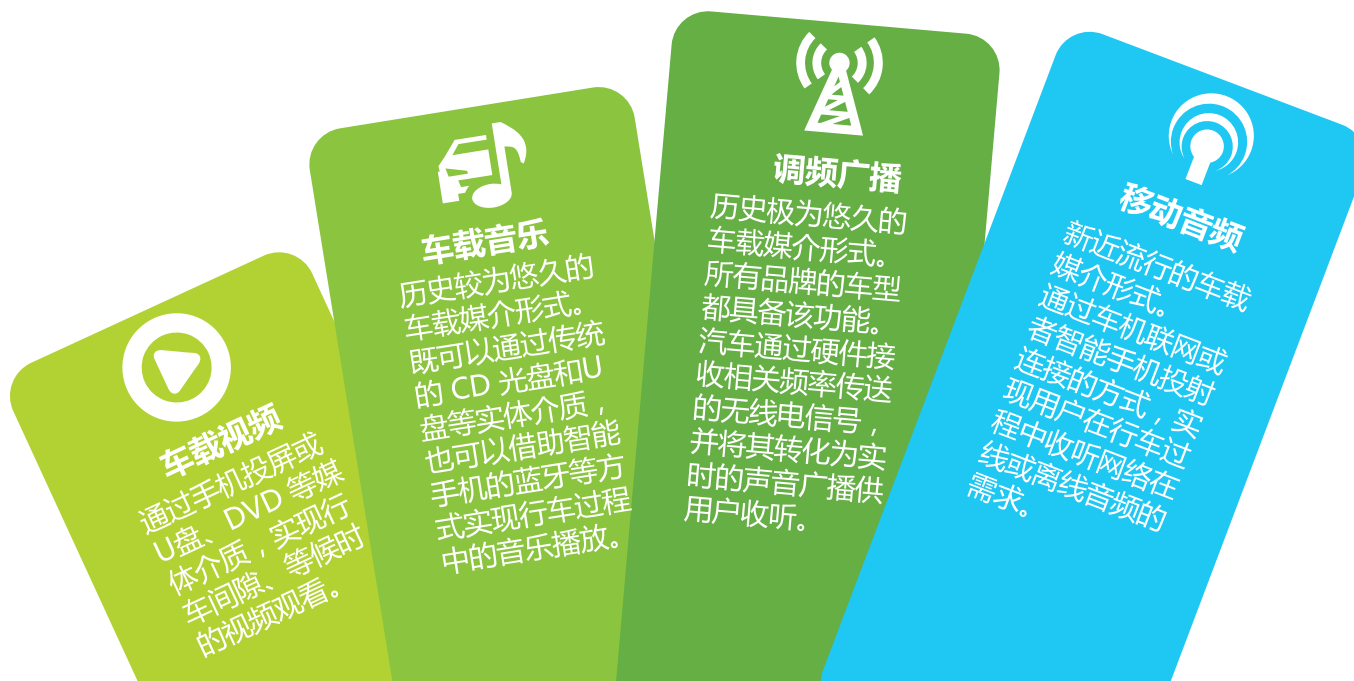 车载视频
通过手机投屏或
U盘、DVD 等媒
体介质，实现行
车间隙、等候时
的视频观看。
车载音乐
历史较为悠久的
车载媒介形式。
既可以通过传统
的 CD 光盘和U
盘等实体介质，
也可以借助智能
手机的蓝牙等方
式实现行车过程
中的音乐播放。
调频广播
历史极为悠久的
车载媒介形式。
所有品牌的车型
都具备该功能。
汽车通过硬件接
收相关频率传送
的无线电信号，
并将其转化为实
时的声音广播供
用户收听。
移动音频
新近流行的车载
媒介形式。
通过车机联网或
者智能手机投射
连接的方式，实
现用户在行车过
程中收听网络在
线或离线音频的
需求。